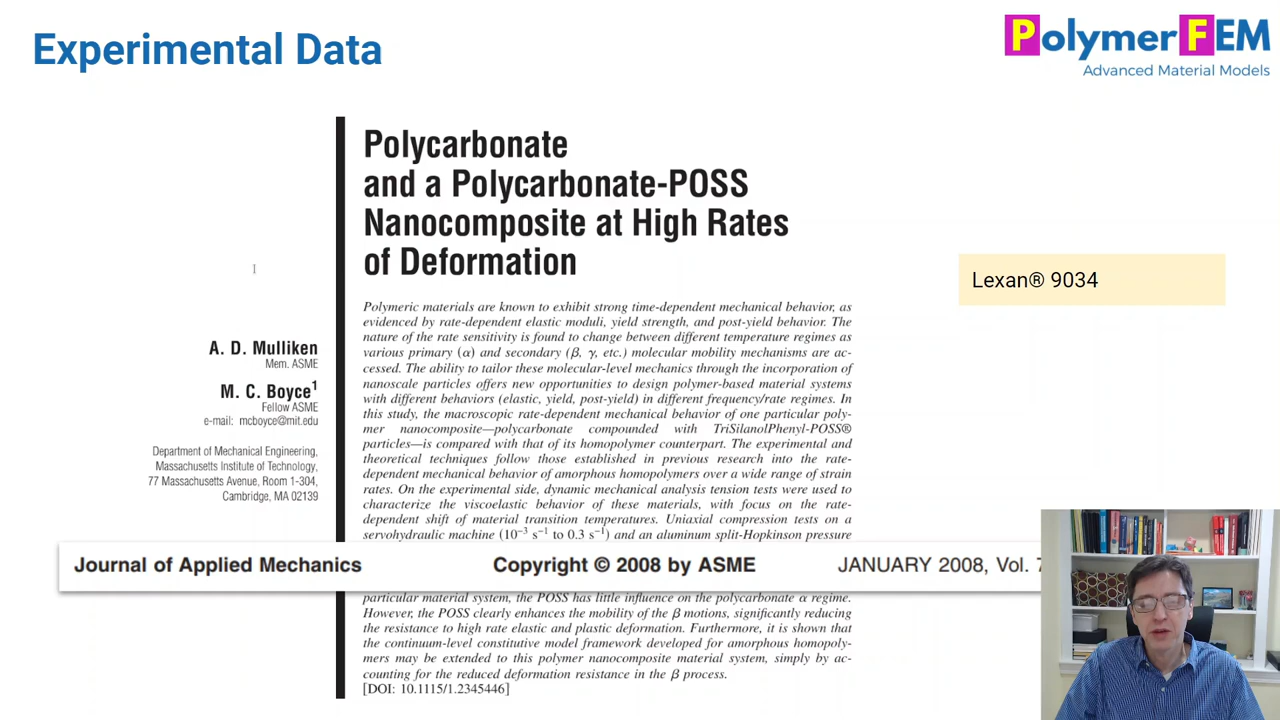 Experimental Data
PolymerFEM
Advanced Material Models
Polycarbonate
and a Polycarbonate-POSS
Nanocomposite at High Rates
of Deformation
Lexan® 9034
A. D. Mulliken
Mem. ASME
M. C. Boyce¹
Fellow ASME
e-mail: mcboyce@mit.edu
Department of Mechanical Engineering,
Massachusetts Institute of Technology,
77 Massachusetts Avenue, Room 1-304,
Cambridge, MA 02139
Polymeric materials are known to exhibit strong time-dependent mechanical behavior, as
evidenced by rate-dependent elastic moduli, yield strength, and post-yield behavior. The
nature of the rate sensitivity is found to change between different temperature regimes as
various primary (α) and secondary (β, γ, etc.) molecular mobility mechanisms are ac-
cessed. The ability to tailor these molecular-level mechanics through the incorporation of
nanoscale particles offers new opportunities to design polymer-based material systems
with different behaviors (elastic, yield, post-yield) in different frequency/rate regimes. In
this study, the macroscopic rate-dependent mechanical behavior of one particular poly-
mer nanocomposite—polycarbonate compounded with TriSilanolPhenyl-POSS®
particles—is compared with that of its homopolymer counterpart. The experimental and
theoretical techniques follow those established in previous research into the rate-
dependent mechanical behavior of amorphous homopolymers over a wide range of strain
rates. On the experimental side, dynamic mechanical analysis tension tests were used to
characterize the viscoelastic behavior of these materials, with focus on the rate-
dependent shift of material transition temperatures. Uniaxial compression tests on a
servohydraulic machine (10⁻³ s⁻¹ to 0.3 s⁻¹) and an aluminum split-Hopkinson pressure
Journal of Applied Mechanics Copyright © 2008 by ASME JANUARY 2008, Vol. 7
particular material system, the POSS has little influence on the polycarbonate α regime.
However, the POSS clearly enhances the mobility of the β motions, significantly reducing
the resistance to high rate elastic and plastic deformation. Furthermore, it is shown that
the continuum-level constitutive model framework developed for amorphous homopoly-
mers may be extended to this polymer nanocomposite material system, simply by ac-
counting for the reduced deformation resistance in the β process.
[DOI: 10.1115/1.2345446]